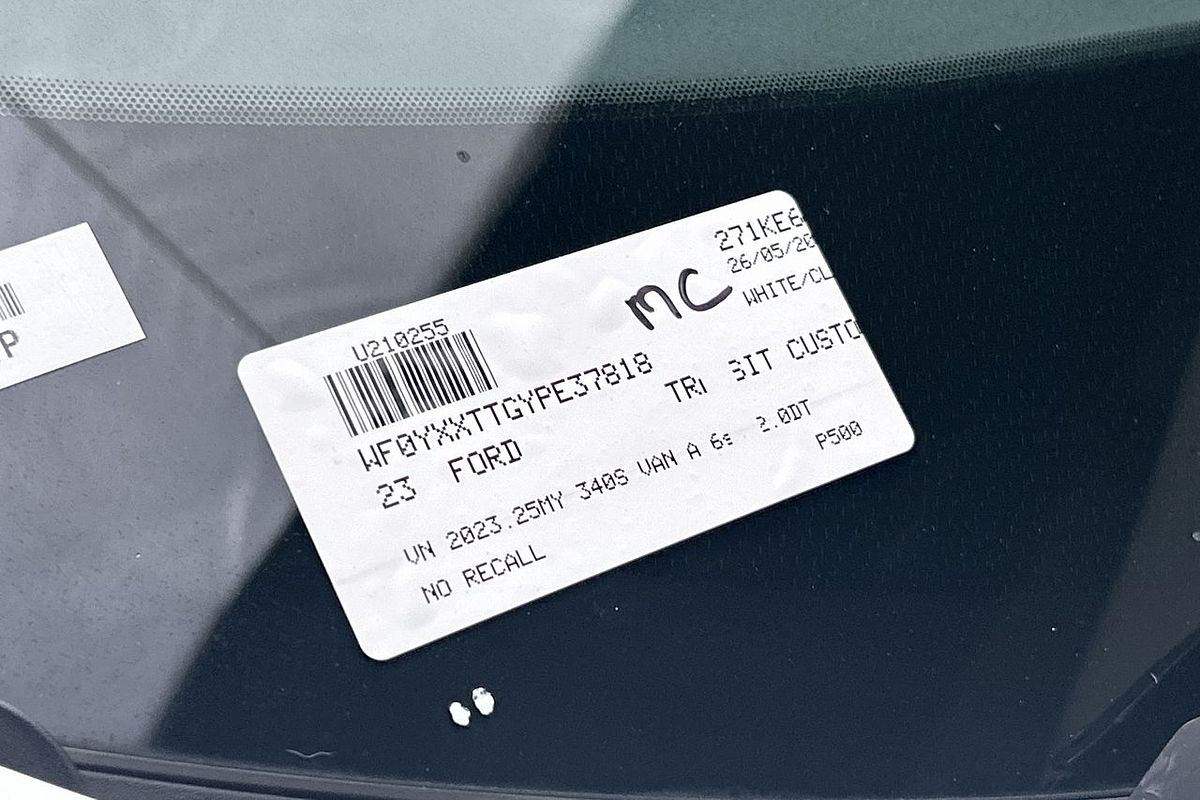 U210255
MC
271KE6
26/05/20
WHITE/CL
WF0YXXTTGYPE37818
23 FORD
SIT CUSTO
VN 2023.25MY 340S VAN A 6s 2.0DT
P500
NO RECALL
P